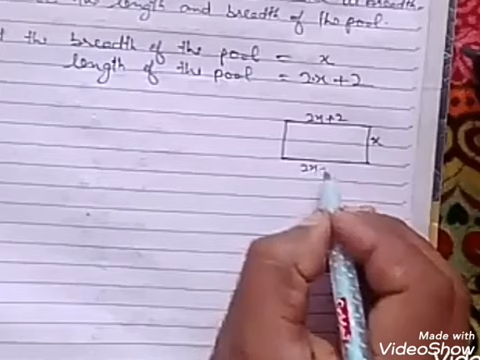 the length and breadth of the pool.
the breadth of the pool = x
length of the pool = 2x+2
2x+2
x
2x
Made with
VideoShow